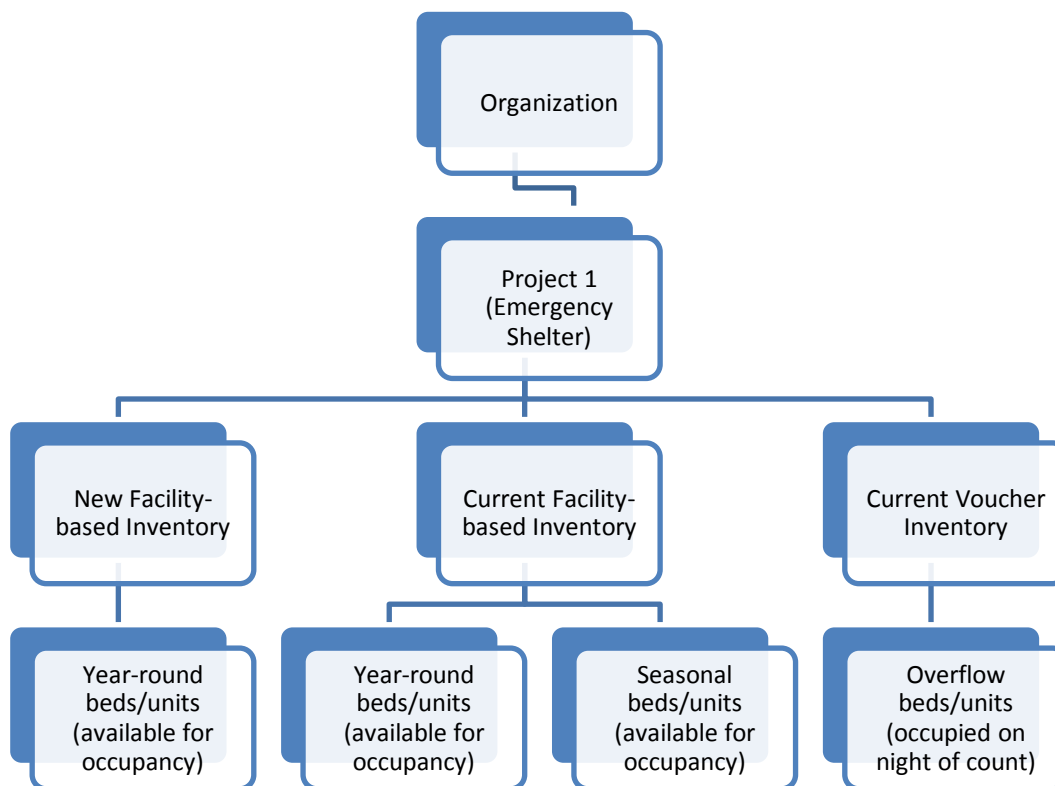 Organization
Project 1
(Emergency
Shelter)
New Facility-
based Inventory
Current Facility-
based Inventory
Current Voucher
Inventory
Year-round
beds/units
(available for
occupancy)
Year-round
beds/units
(available for
occupancy)
Seasonal
beds/units
(available for
occupancy)
Overflow
beds/units
(occupied on
night of count)